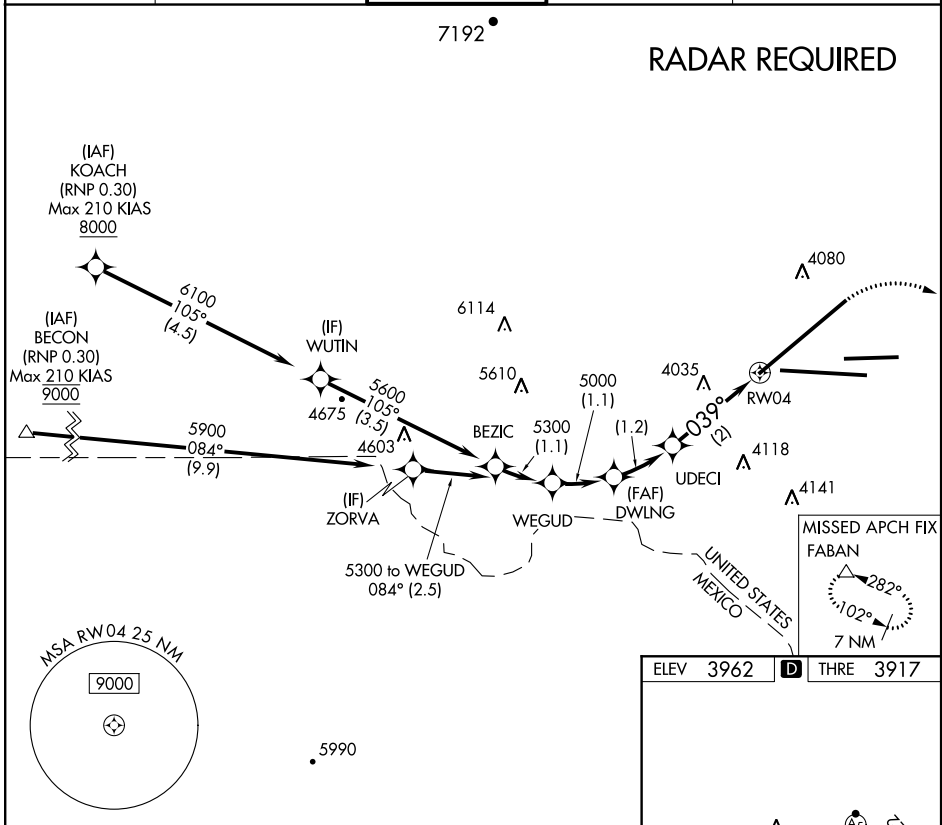 7192
RADAR REQUIRED
(IAF)
KOACH
(RNP 0.30)
Max 210 KIAS
8000
4080
6100
105°
(4.5)
6114
(IAF)
BECON
(RNP 0.30)
Max 210 KIAS
9000
(IF)
WUTIN
5610
5000
(1.1)
4035
RW04
4675
5600
105°
(3.5)
5900
084°
(9.9)
4603
BEZIC
5300
(1.1)
(1.2)
039°
(2)
4118
UDECI
4141
(IF)
ZORVA
WEGUD
(FAF)
DWLNG
5300 to WEGUD
084° (2.5)
UNITED STATES
MEXICO
MISSED APCH FIX
FABAN
282°
102°
7 NM
MSA RW04 25 NM
9000
5990
ELEV 3962 D THRE 3917